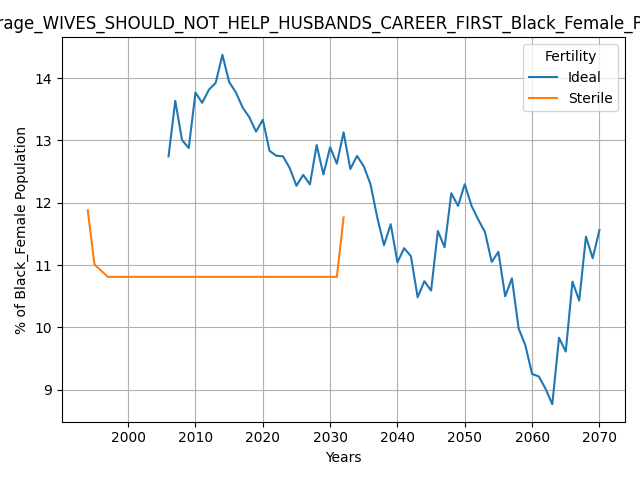 rage_WIVES_SHOULD_NOT_HELP_HUSBANDS_CAREER_FIRST_Black_Female_P
Fertility
Ideal
Sterile
% of Black_Female Population
14
13
12
11
10
9
2000 2010 2020 2030 2040 2050 2060 2070
Years